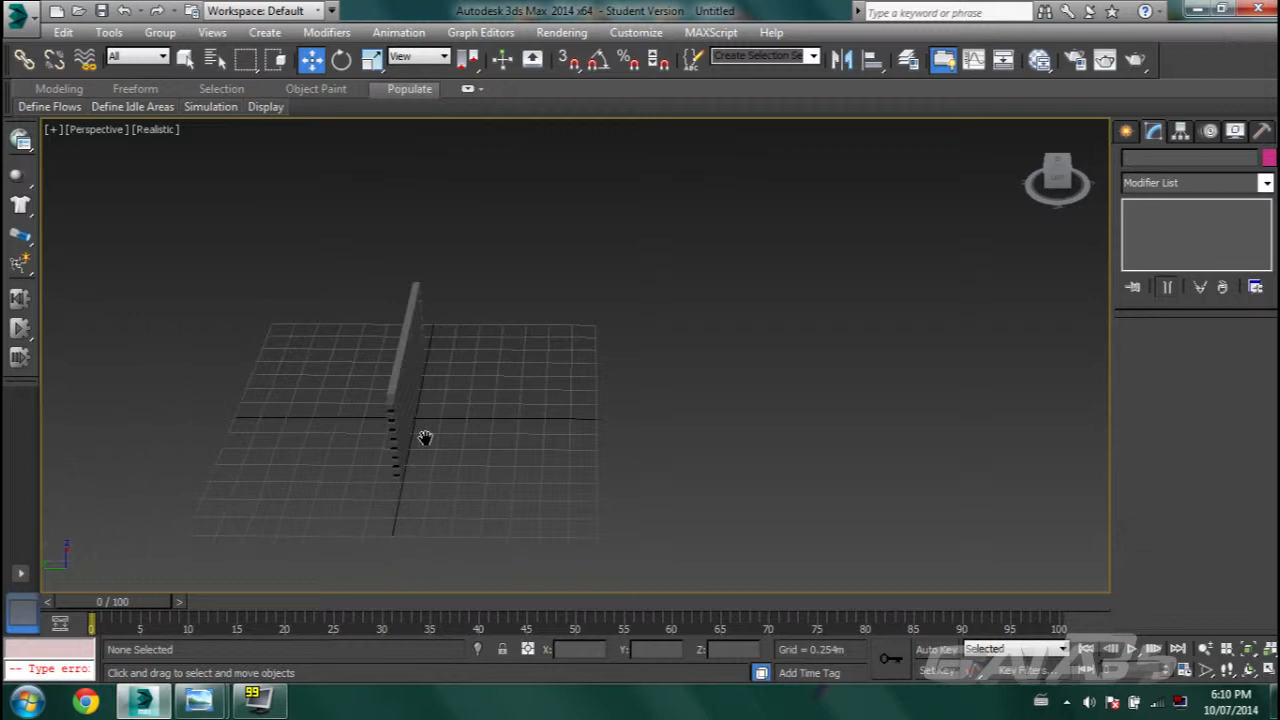 Workspace: Default
Autodesk 3ds Max 2014 x64 - Student Version Untitled
Type a keyword or phrase
Edit Tools Group Views Create Modifiers Animation Graph Editors Rendering Customize MAXScript Help
All
View
3
Create Selection Se
Modeling Freeform Selection Object Paint Populate
Define Flows Define Idle Areas Simulation Display
[+] [Perspective] [Realistic]
Modifier List
0 / 100
0 5 10 15 20 25 30 35 40 45 50 55 60 65 70 75 80 85 90 95 100
None Selected
X:
Y:
Z:
Grid = 0.254m
Auto Key
Selected
-- Type erro:
Click and drag to select and move objects
Add Time Tag
Set Key
Key Filters...
99
6:10 PM
10/07/2014